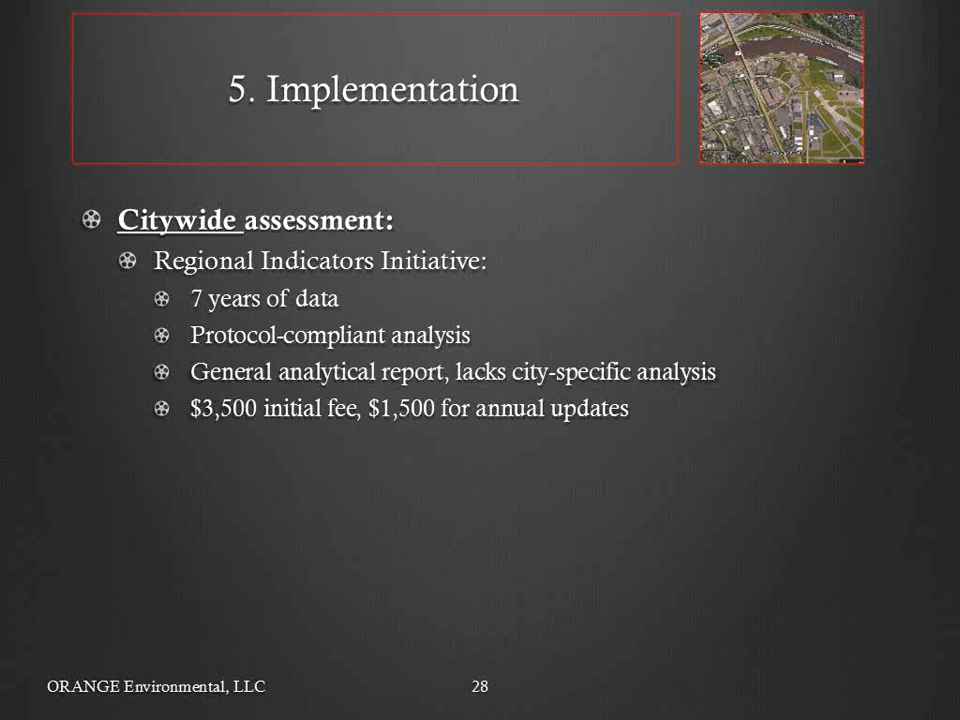 5. Implementation
Citywide assessment:
Regional Indicators Initiative:
7 years of data
Protocol-compliant analysis
General analytical report, lacks city-specific analysis
$3,500 initial fee, $1,500 for annual updates
ORANGE Environmental, LLC
28